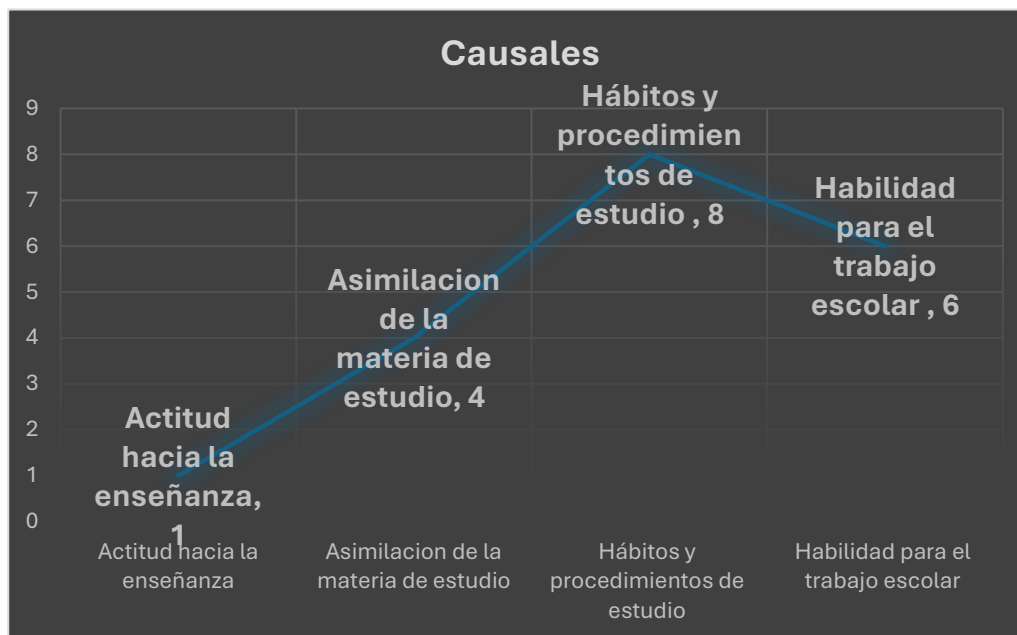 Causales
9
8
7
6
5
4
3
2
1
0
Hábitos y
procedimien
tos de
estudio , 8
Habilidad
para el
trabajo
escolar , 6
Asimilacion
de la
materia de
estudio, 4
Actitud
hacia la
enseñanza,
1
Actitud hacia la
enseñanza
Asimilacion de la
materia de estudio
Hábitos y
procedimientos de
estudio
Habilidad para el
trabajo escolar